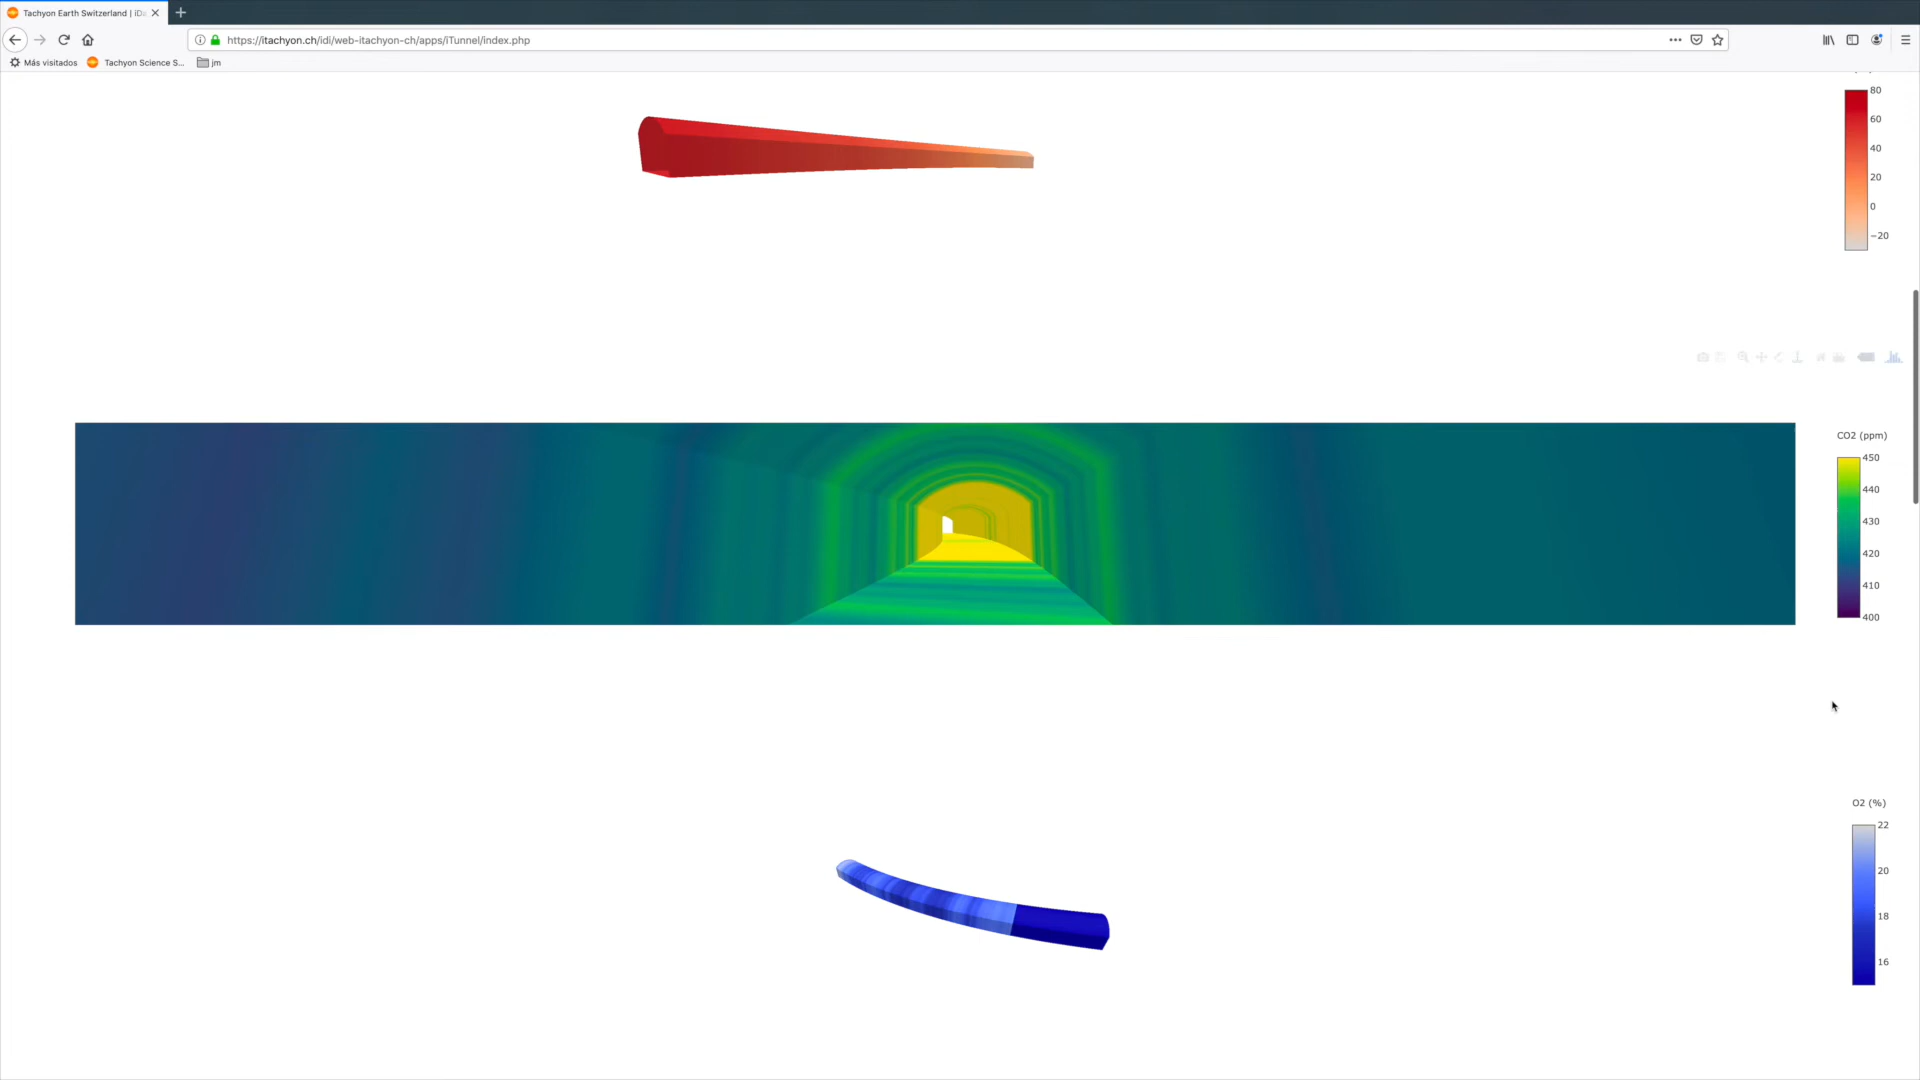 Tachyon Earth Switzerland | iDa
https://itachyon.ch/idi/web-itachyon-ch/apps/iTunnel/index.php
Más visitados
Tachyon Science S...
jm
80
60
40
20
0
−20
CO2 (ppm)
450
440
430
420
410
400
O2 (%)
22
20
18
16